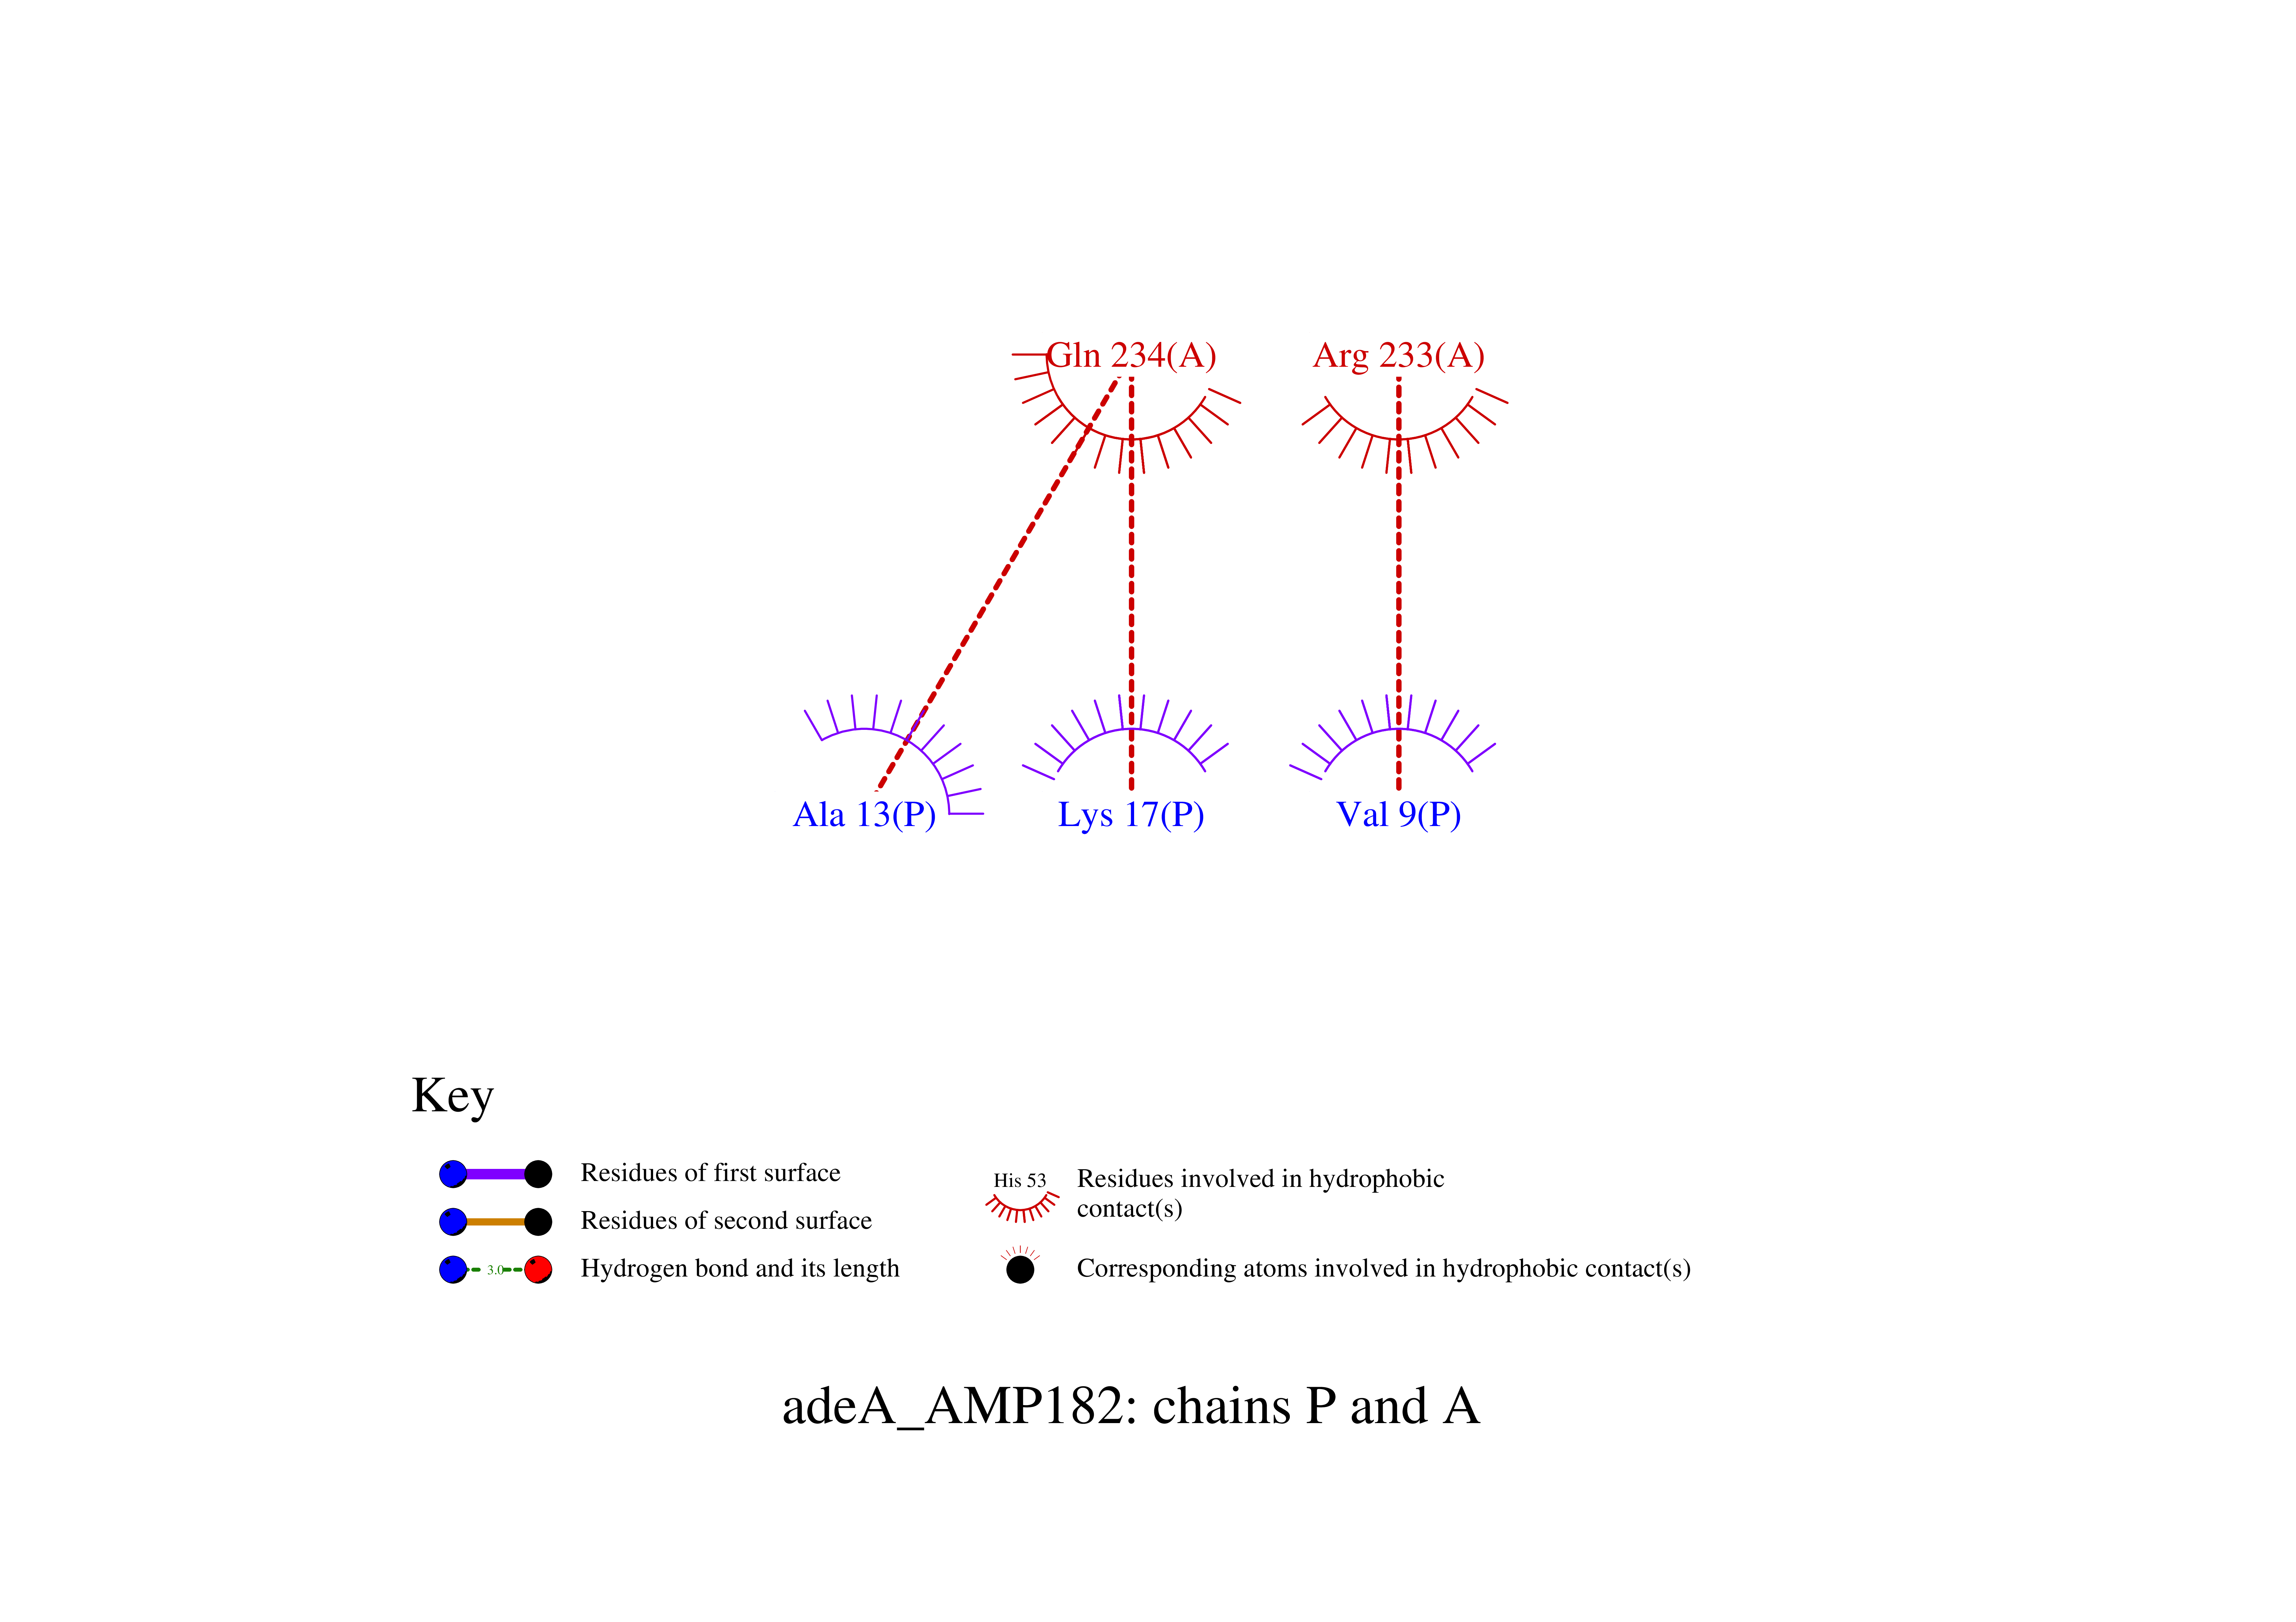 Gln 234(A) Arg 233(A)
Ala 13(P) Lys 17(P) Val 9(P)
Key
Residues of first surface
Residues of second surface
3.0 Hydrogen bond and its length
His 53 Residues involved in hydrophobic
contact(s)
Corresponding atoms involved in hydrophobic contact(s)
adeA_AMP182: chains P and A